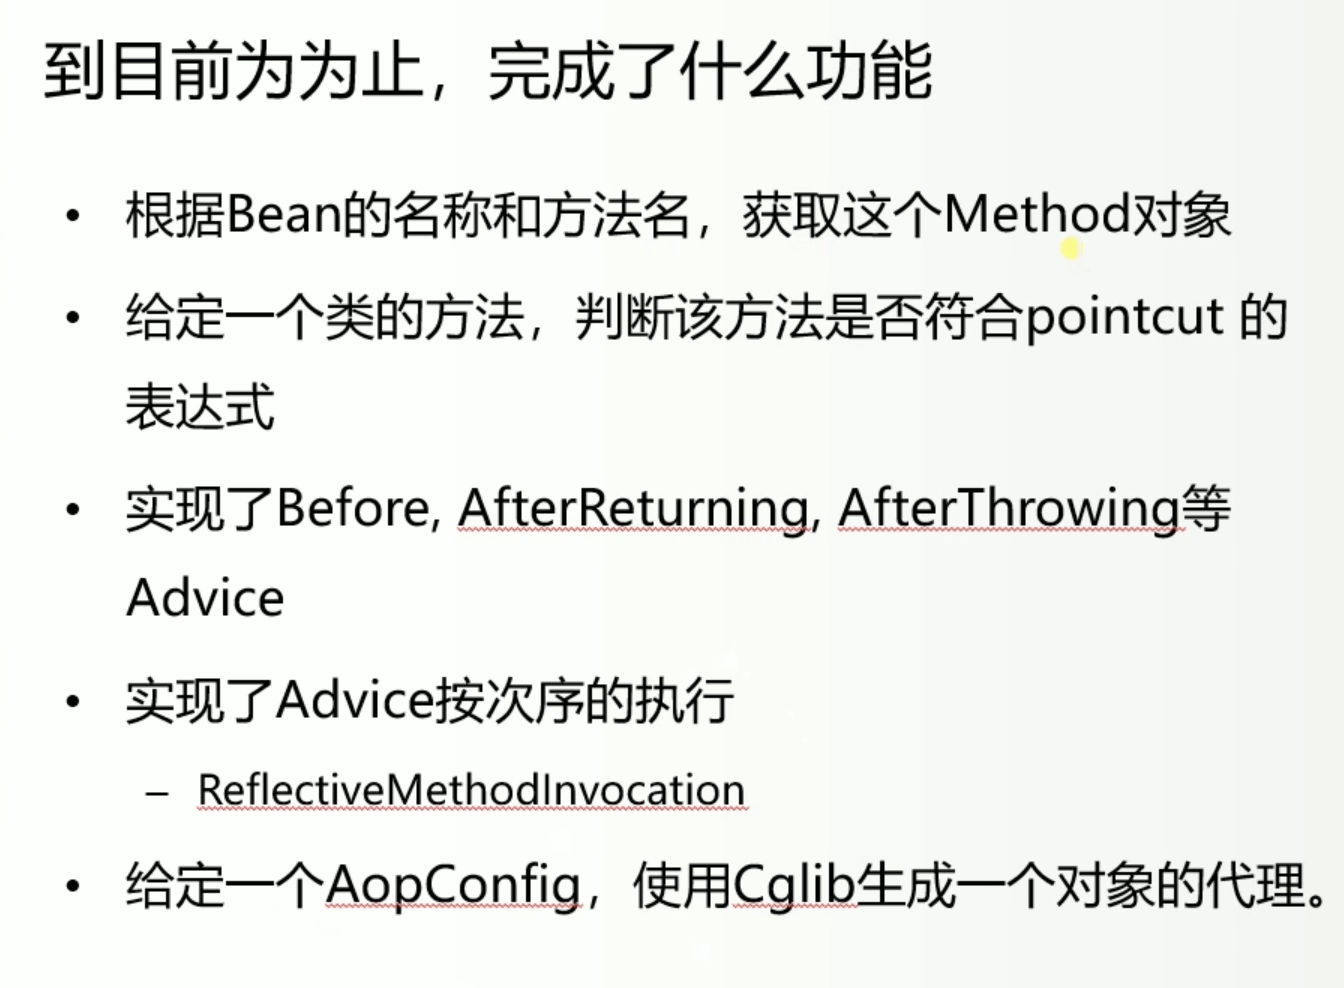 到目前为为止，完成了什么功能
• 根据Bean的名称和方法名，获取这个Method对象
• 给定一个类的方法，判断该方法是否符合pointcut 的
表达式
• 实现了Before, AfterReturning, AfterThrowing等
Advice
• 实现了Advice按次序的执行
– ReflectiveMethodInvocation
• 给定一个AopConfig，使用Cglib生成一个对象的代理。